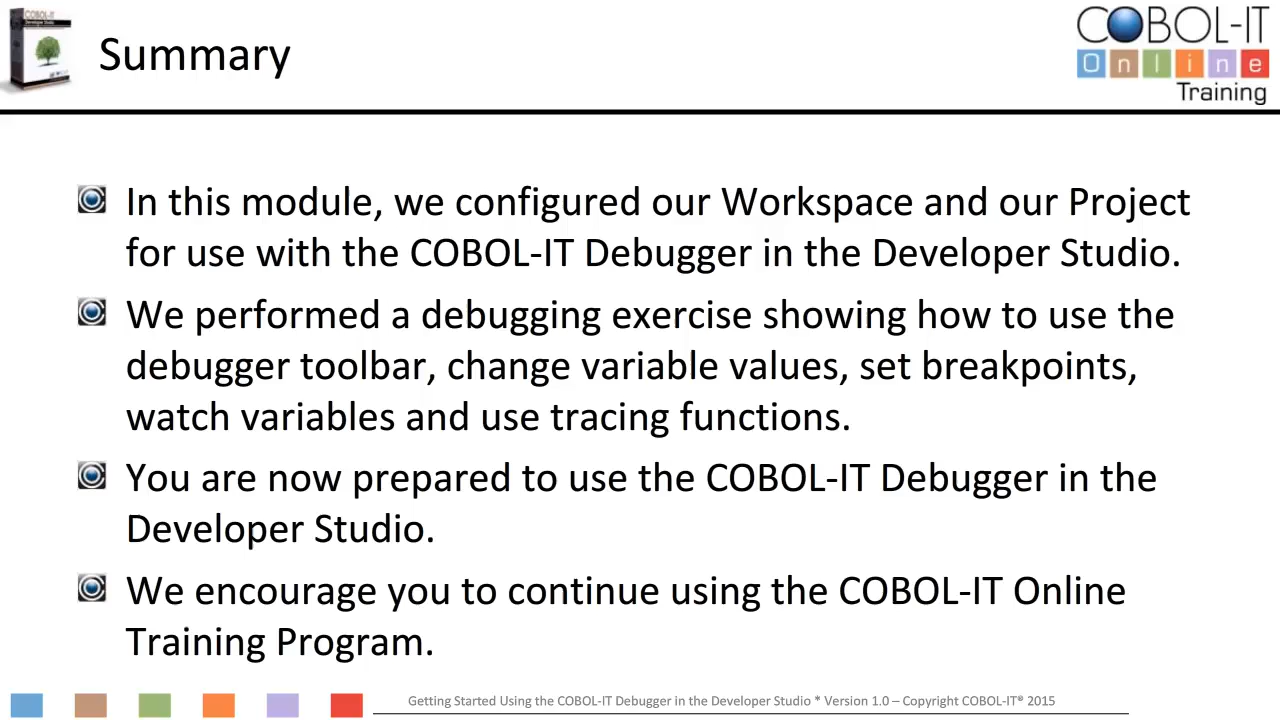 COBOL-IT
Developer Studio
Summary
COBOL-IT
Online
Training
In this module, we configured our Workspace and our Project
for use with the COBOL-IT Debugger in the Developer Studio.
We performed a debugging exercise showing how to use the
debugger toolbar, change variable values, set breakpoints,
watch variables and use tracing functions.
You are now prepared to use the COBOL-IT Debugger in the
Developer Studio.
We encourage you to continue using the COBOL-IT Online
Training Program.
Getting Started Using the COBOL-IT Debugger in the Developer Studio * Version 1.0 – Copyright COBOL-IT® 2015